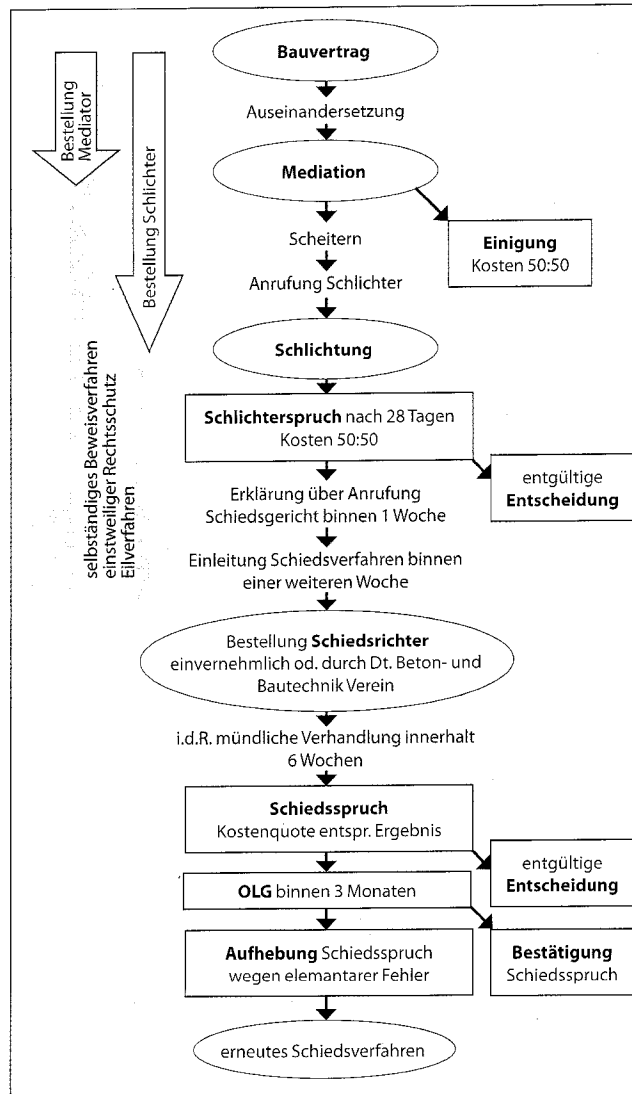 Bauvertrag
Bestellung
Mediator
Auseinandersetzung
Bestellung Schlichter
Mediation
Scheitern
Einigung
Kosten 50:50
Anrufung Schlichter
Schlichtung
selbständiges Beweisverfahren
einstweiliger Rechtsschutz
Eilverfahren
Schlichterspruch nach 28 Tagen
Kosten 50:50
entgültige
Entscheidung
Erklärung über Anrufung
Schiedsgericht binnen 1 Woche
Einleitung Schiedsverfahren binnen
einer weiteren Woche
Bestellung Schiedsrichter
einvernehmlich od. durch Dt. Beton- und
Bautechnik Verein
i.d.R. mündliche Verhandlung innerhalt
6 Wochen
Schiedsspruch
Kostenquote entspr. Ergebnis
entgültige
Entscheidung
OLG binnen 3 Monaten
Aufhebung Schiedsspruch
wegen elemantarer Fehler
Bestätigung
Schiedsspruch
erneutes Schiedsverfahren